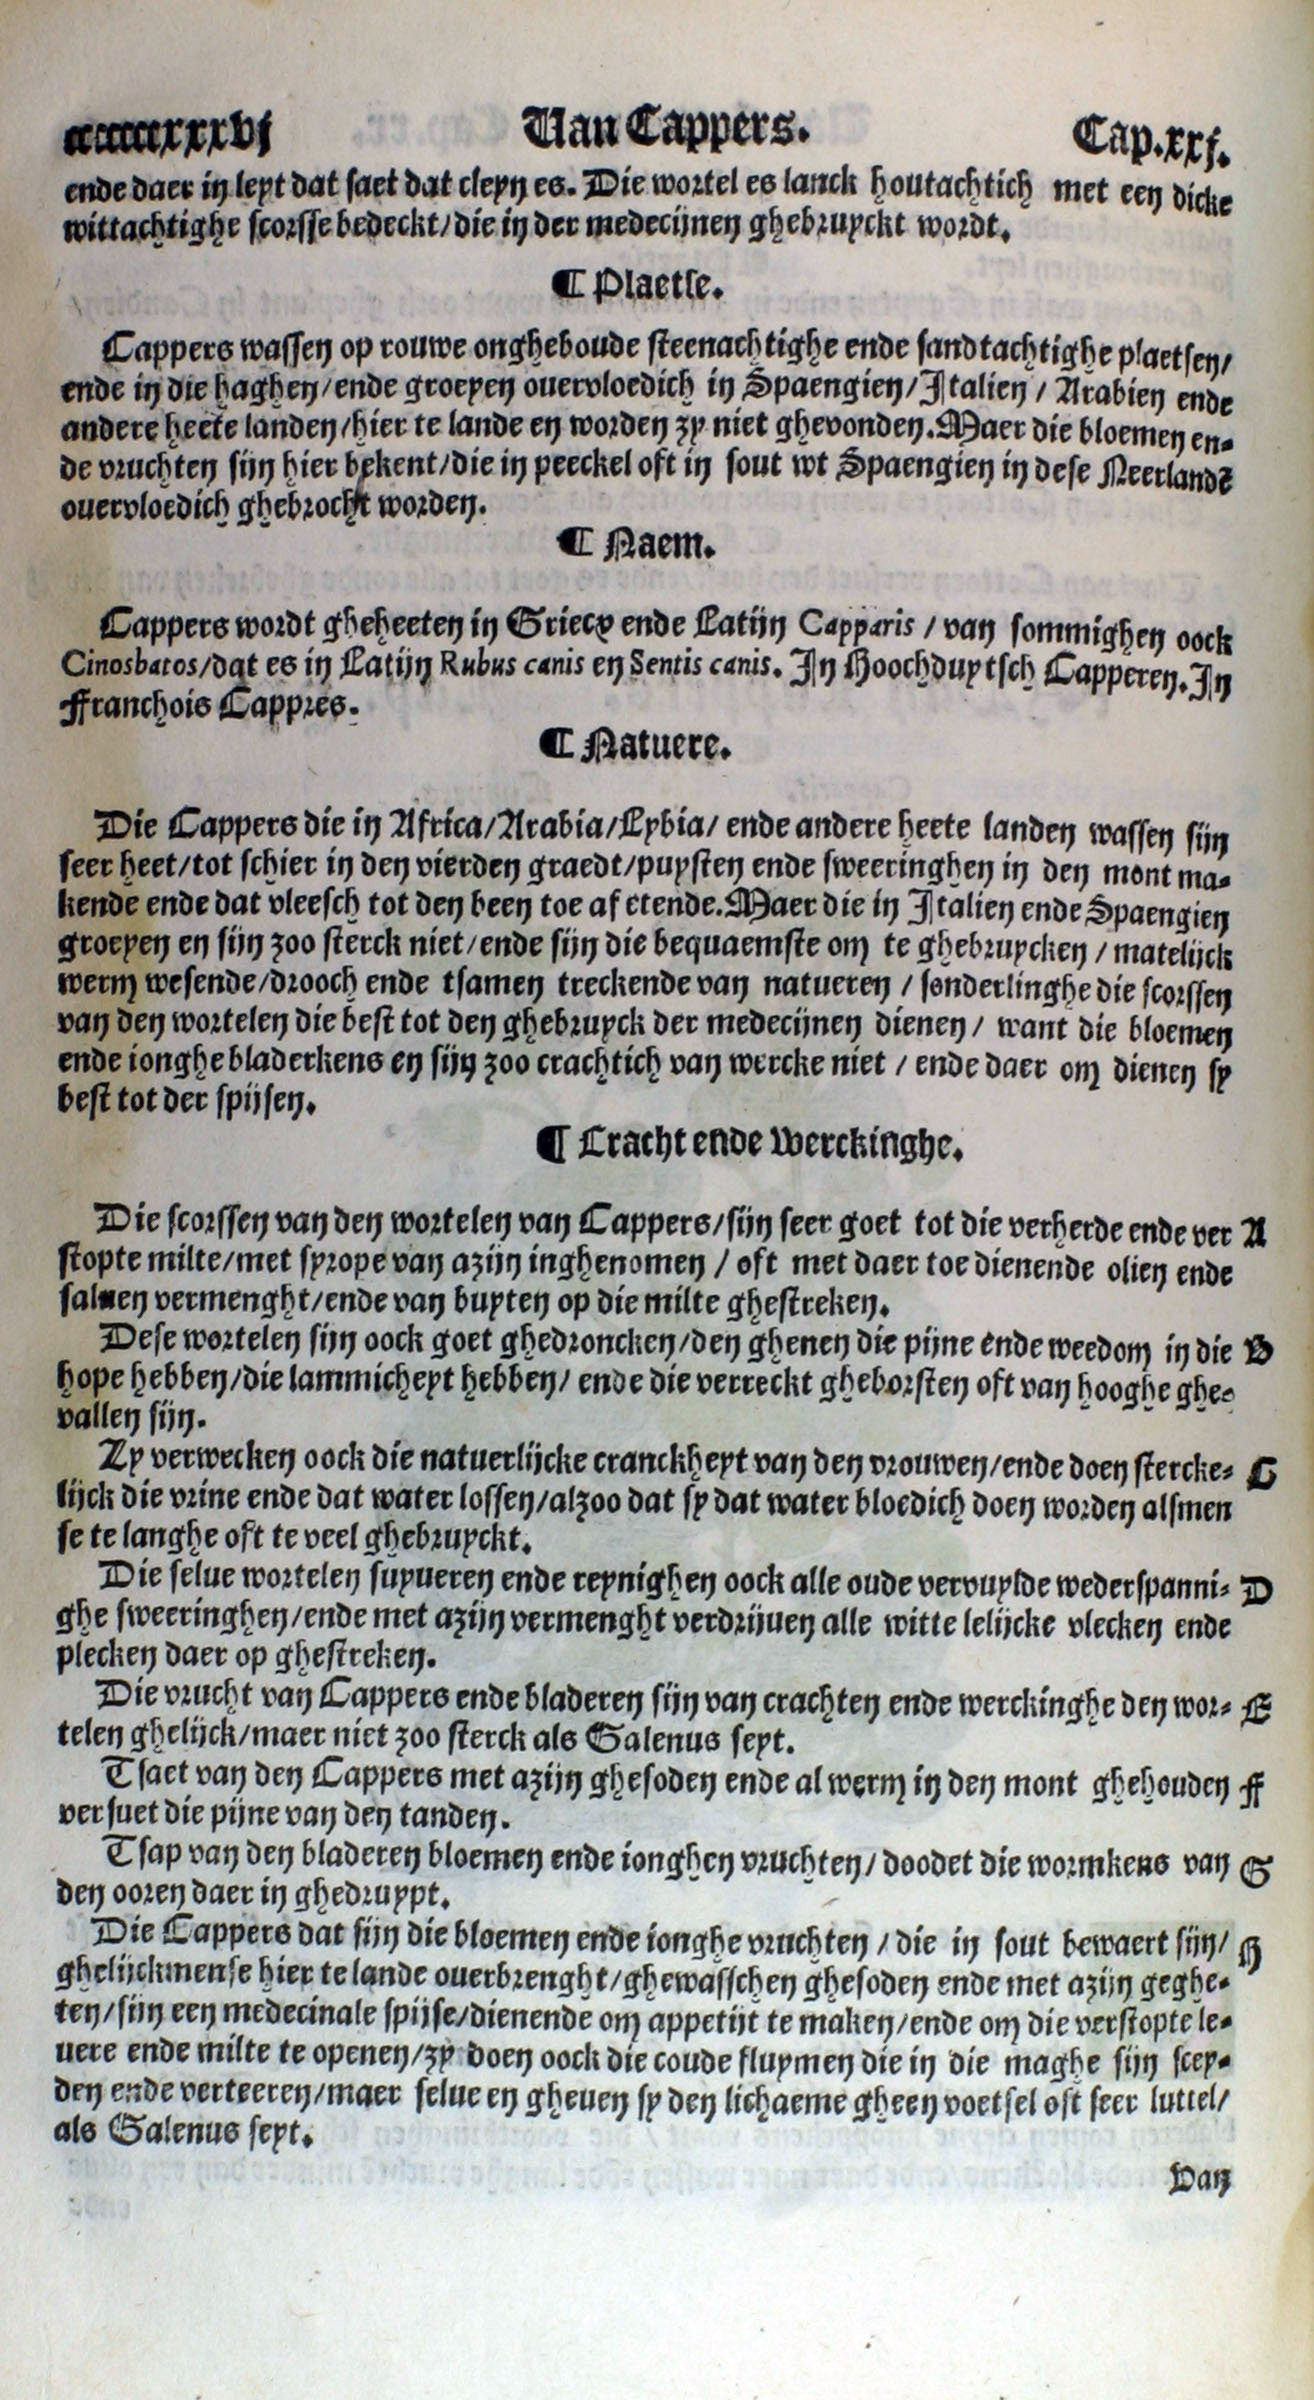 ccccccxxxvj Van Cappers. Cap.xxj.
ende daer in leyt dat saet dat cleyn es. Die wortel es lanck houtachtich met een dicke
wittachtighe scorsse bedeckt/die in der medecijnen ghebruyckt wordt.
¶ Plaetse.
Cappers wassen op rouwe ongheboude steenachtighe ende sandtachtighe plaetsen/
ende in die haghen/ende groeyen ouervloedich in Spaengien/Italien/Arabien ende
andere heete landen/hier te lande en worden zy niet ghevonden.Maer die bloemen en-
de vruchten sijn hier bekent/die in peeckel oft in sout wt Spaengien in dese Neerlandē
ouervloedich ghebrocht worden.
¶ Naem.
Cappers wordt gheheeten in Griecx ende Latijn Capparis/van sommighen oock
Cinosbatos/dat es in Latijn Rubus canis en Sentis canis. In Hoochduytsch Capperen.In
Franchois Cappres.
¶ Natuere.
Die Cappers die in Africa/Arabia/Lybia/ ende andere heete landen wassen sijn
seer heet/tot schier in den vierden graedt/puysten ende sweeringhen in den mont ma-
kende ende dat vleesch tot den been toe af etende.Maer die in Italien ende Spaengien
groeyen en sijn zoo sterck niet/ende sijn die bequaemste om te ghebruycken/matelijck
werm wesende/drooch ende tsamen treckende van natueren/sonderlinghe die scorssen
van den wortelen die best tot den ghebruyck der medecijnen dienen/ want die bloemen
ende ionghe bladerkens en sijn zoo crachtich van wercke niet/ende daer om dienen sy
best tot der spijsen.
¶ Cracht ende Werckinghe.
Die scorssen van den wortelen van Cappers/sijn seer goet tot die verherde ende ver A
stopte milte/met syrope van azijn inghenomen/oft met daer toe dienende olien ende
saluen vermenght/ende van buyten op die milte ghestreken.
Dese wortelen sijn oock goet ghedroncken/den ghenen die pijne ende weedom in die B
hope hebben/die lammicheyt hebben/ende die verreckt gheborsten oft van hooghe ghe-
vallen sijn.
Zy verwecken oock die natuerlijcke cranckheyt van den vrouwen/ende doen stercke- C
lijck die vrine ende dat water lossen/alzoo dat sy dat water bloedich doen worden alsmen
se te langhe oft te veel ghebruyckt.
Die selue wortelen suyueren ende reynighen oock alle oude vervuylde wederspanni- D
ghe sweeringhen/ende met azijn vermenght verdrijuen alle witte lelijcke vlecken ende
plecken daer op ghestreken.
Die vrucht van Cappers ende bladeren sijn van crachten ende werckinghe den wor- E
telen ghelijck/maer niet zoo sterck als Galenus seyt.
Tsaet van den Cappers met azijn ghesoden ende al werm in den mont ghehouden F
versuet die pijne van den tanden.
Tsap van den bladeren bloemen ende ionghen vruchten/doodet die wormkens van G
den ooren daer in ghedruypt.
Die Cappers dat sijn die bloemen ende ionghe vruchten/die in sout bewaert sijn/ H
ghelijckmense hier te lande ouerbrenght/ghewasschen ghesoden ende met azijn geghe-
ten/sijn een medecinale spijse/dienende om appetijt te maken/ende om die verstopte le-
uere ende milte te openen/zy doen oock die coude fluymen die in die maghe sijn scey-
den ende verteeren/maer selue en gheuen sy den lichaeme gheen voetsel oft seer luttel/
als Galenus seyt.
Van